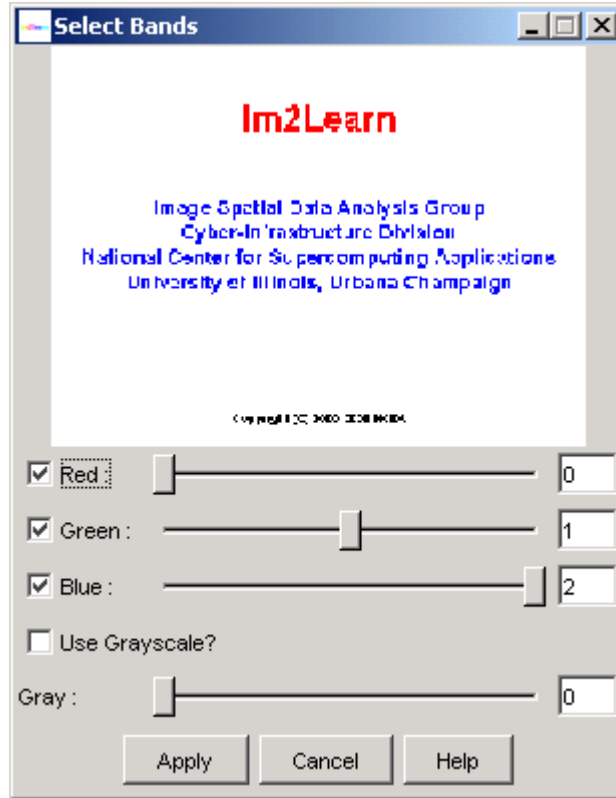 Select Bands
Im2Learn
Image Spatial Data Analysis Group
Cyber-Infrastructure Division
National Center for Supercomputing Applications
University of Illinois, Urbana Champaign
Copyright (C)
Red : 0
Green : 1
Blue : 2
Use Grayscale?
Gray : 0
Apply Cancel Help